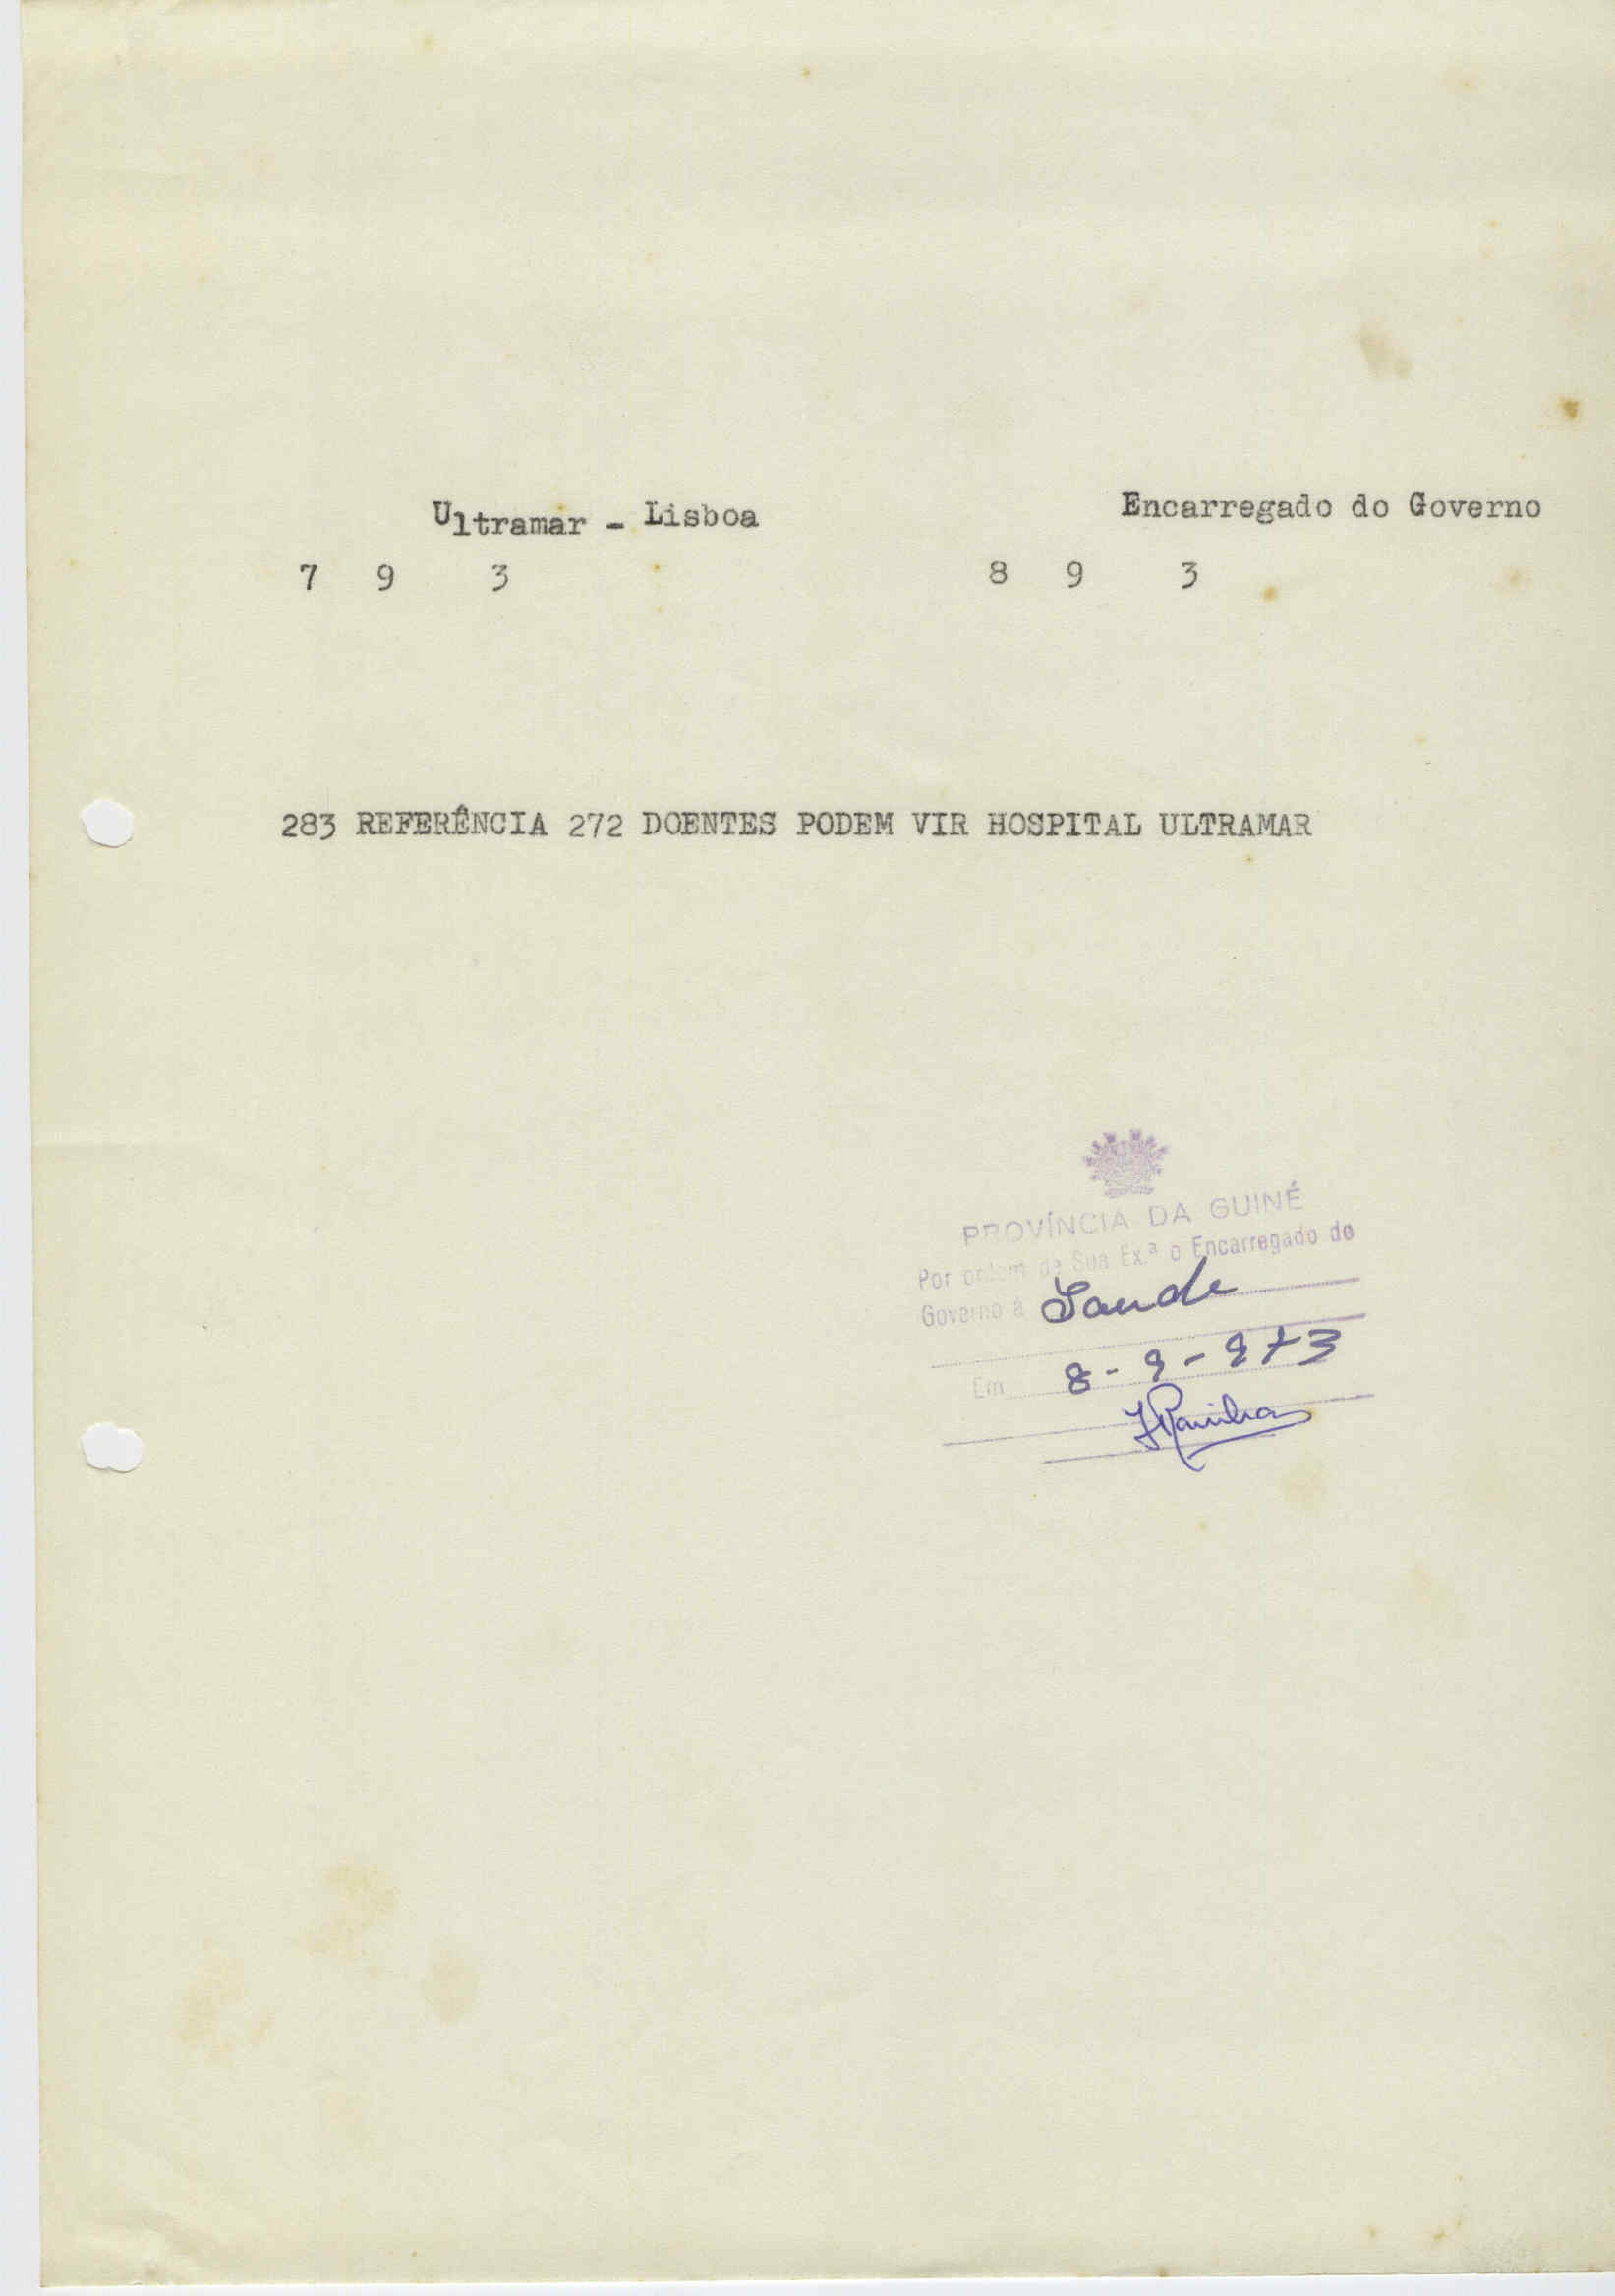 Ultramar - Lisboa Encarregado do Governo
7 9 3 8 9 3
283 REFERÊNCIA 272 DOENTES PODEM VIR HOSPITAL ULTRAMAR
PROVÍNCIA DA GUINÉ
Por ordem de Sua Ex.ª o Encarregado do
Governo à Saude
Em 8-9-973